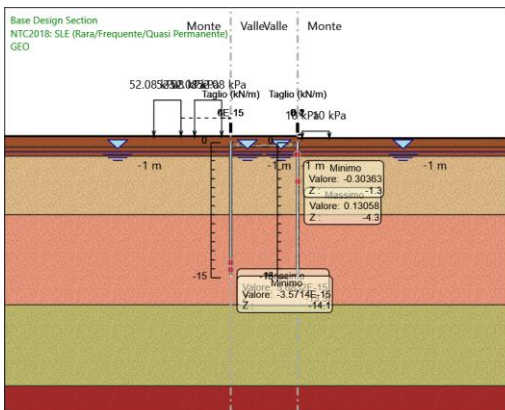 Base Design Section
NTC2018: SLE (Rara/Frequente/Quasi Permanente)
GEO
Monte
Valle
Valle
Monte
Taglio (kN/m)
Taglio (kN/m)
6E-15
10 kPa
0
0
-1 m
-1 m
-1 m
Minimo
Valore: -0.30363
Z : -1.3
Massimo
Valore: 0.13058
Z : -4.3
-15
Minimo
Valore: -3.5714E-15
Z : -14.1